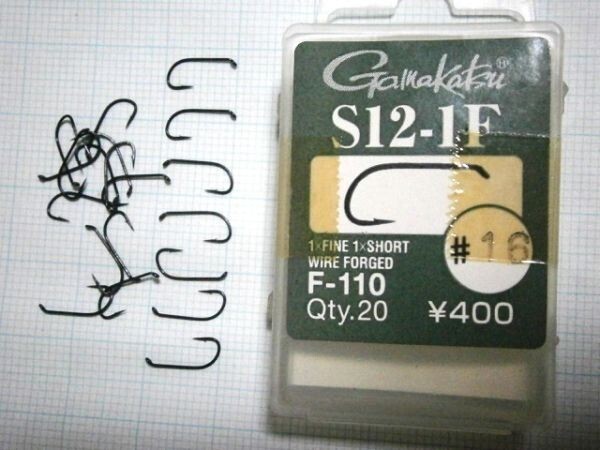 Gamakatsu®
S12-1F
1×FINE 1×SHORT
WIRE FORGED
F-110
Qty.20
#16
¥400